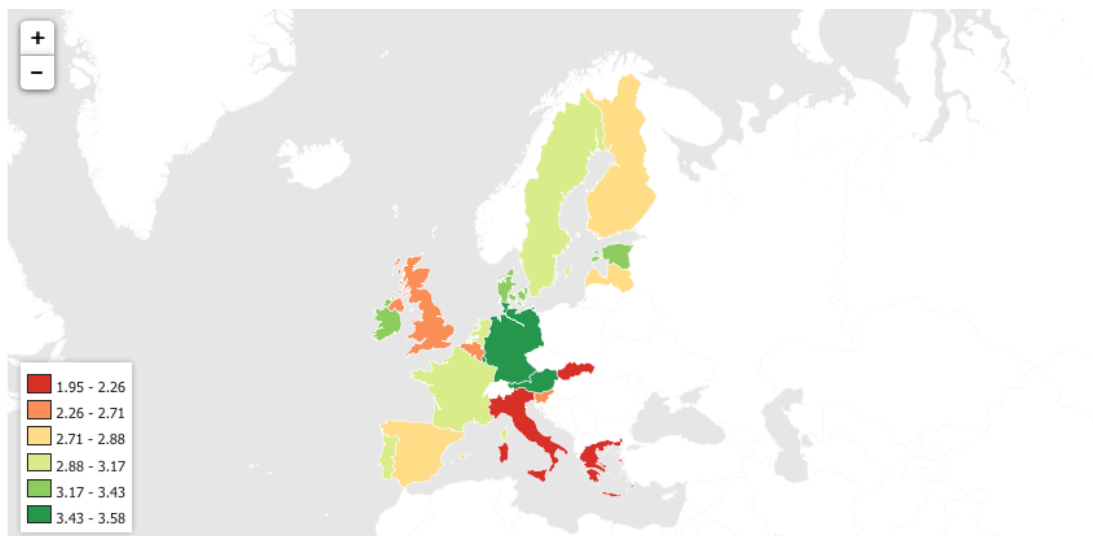 +
−
1.95 - 2.26
2.26 - 2.71
2.71 - 2.88
2.88 - 3.17
3.17 - 3.43
3.43 - 3.58